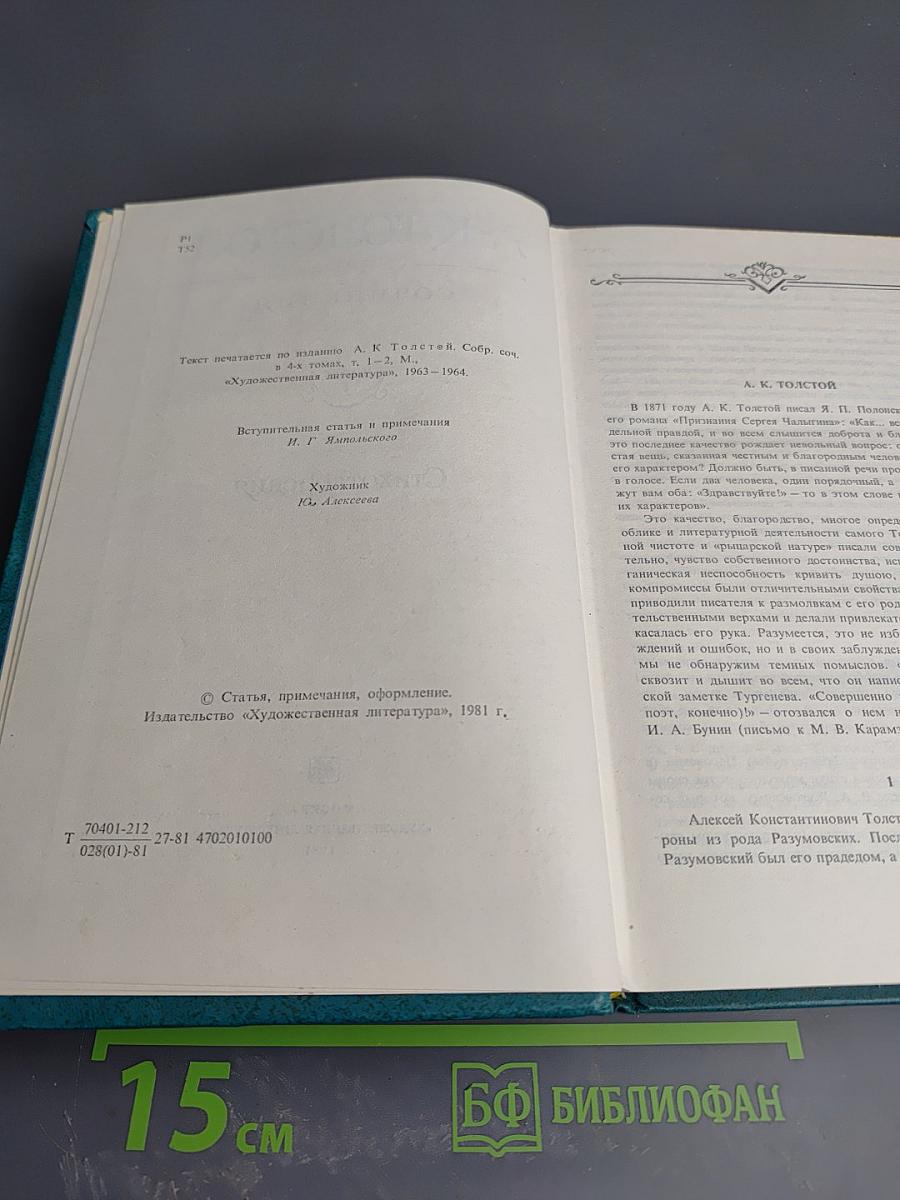 Р1
Т52
Текст печатается по изданию А. К Толстой. Собр. соч.
в 4-х томах, т. 1—2, М.,
«Художественная литература», 1963—1964.
Вступительная статья и примечания
И. Г Ямпольского
Художник
Ю. Алексеева
© Статья, примечания, оформление.
Издательство «Художественная литература», 1981 г.
Т 70401-212 27-81 4702010100
028(01)-81
А. К. ТОЛСТОЙ
В 1871 году А. К. Толстой писал Я. П. Полонск
его романа «Признания Сергея Чалыгина»: «Как... вс
дельной правдой, и во всем слышится доброта и бл
это последнее качество рождает невольный вопрос:
стая вещь, сказанная честным и благородным челов
его характером? Должно быть, в писанной речи про
в голосе. Если два человека, один порядочный, а
жут вам оба: «Здравствуйте!» — то в этом слове
их характеров».
Это качество, благородство, многое опред
облике и литературной деятельности самого Т
ной чистоте и «рыцарской натуре» писали сов
тельно, чувство собственного достоинства, ис
ганическая неспособность кривить душою,
компромиссы были отличительными свойства
приводили писателя к размолвкам с его род
тельственными верхами и делали привлекат
касалась его рука. Разумеется, это не изб
ждений и ошибок, но и в своих заблужден
мы не обнаружим темных помыслов.
сквозит и дышит во всем, что он напис
ской заметке Тургенева. «Совершенно
поэт, конечно)!» — отозвался о нем
И. А. Бунин (письмо к М. В. Карамз
1
Алексей Константинович Толст
роны из рода Разумовских. Посл
Разумовский был его прадедом, а
15 см
БФ БИБЛИОФАН